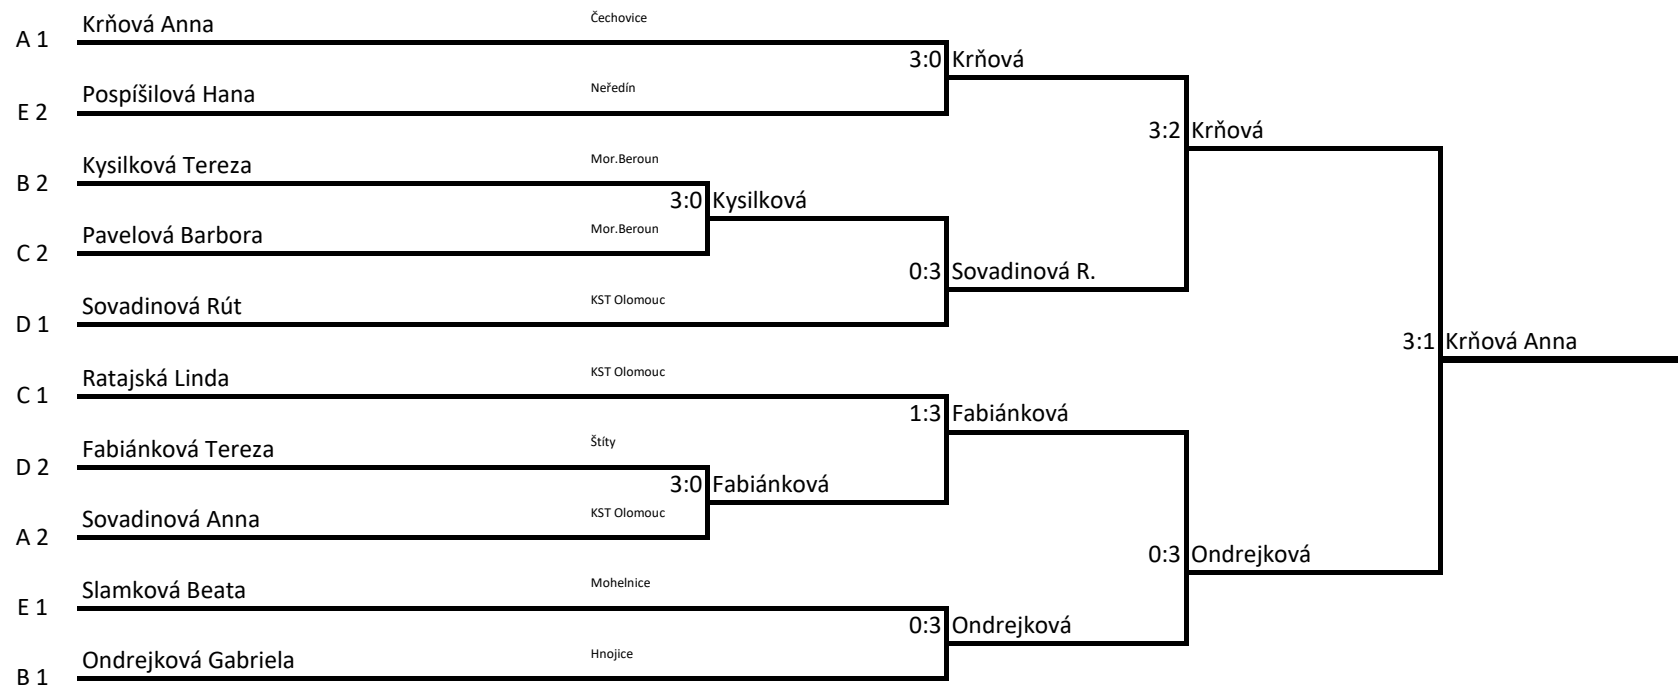 Krňová Anna Čechovice
A 1
3:0 Krňová
Pospíšilová Hana Neředín
E 2
3:2 Krňová
Kysilková Tereza Mor.Beroun
B 2
3:0 Kysilková
Pavelová Barbora Mor.Beroun
C 2
0:3 Sovadinová R.
Sovadinová Rút KST Olomouc
D 1
3:1 Krňová Anna
Ratajská Linda KST Olomouc
C 1
1:3 Fabiánková
Fabiánková Tereza Štíty
D 2
3:0 Fabiánková
Sovadinová Anna KST Olomouc
A 2
0:3 Ondrejková
Slamková Beata Mohelnice
E 1
0:3 Ondrejková
Ondrejková Gabriela Hnojice
B 1